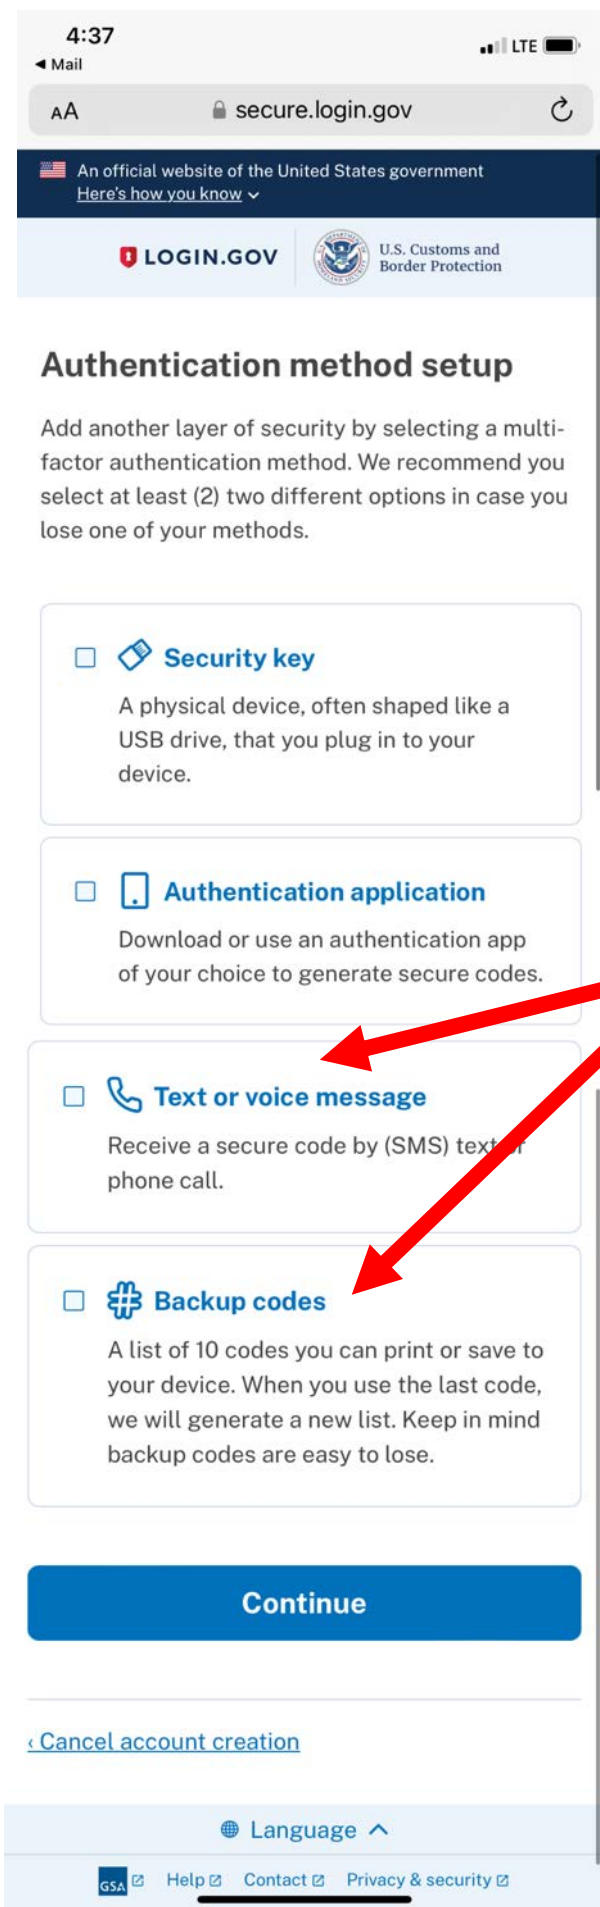 4:37
LTE
◀ Mail
AA secure.login.gov
An official website of the United States government
Here's how you know
LOGIN.GOV
U.S. Customs and
Border Protection
Authentication method setup
Add another layer of security by selecting a multi-
factor authentication method. We recommend you
select at least (2) two different options in case you
lose one of your methods.
Security key
A physical device, often shaped like a
USB drive, that you plug in to your
device.
Authentication application
Download or use an authentication app
of your choice to generate secure codes.
Text or voice message
Receive a secure code by (SMS) text or
phone call.
Backup codes
A list of 10 codes you can print or save to
your device. When you use the last code,
we will generate a new list. Keep in mind
backup codes are easy to lose.
Continue
‹ Cancel account creation
Language
GSA Help Contact Privacy & security